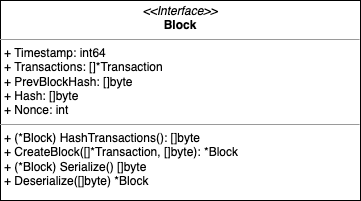 <<Interface>>
Block
+ Timestamp: int64
+ Transactions: []*Transaction
+ PrevBlockHash: []byte
+ Hash: []byte
+ Nonce: int
+ (*Block) HashTransactions(): []byte
+ CreateBlock([]*Transaction, []byte): *Block
+ (*Block) Serialize() []byte
+ Deserialize([]byte) *Block